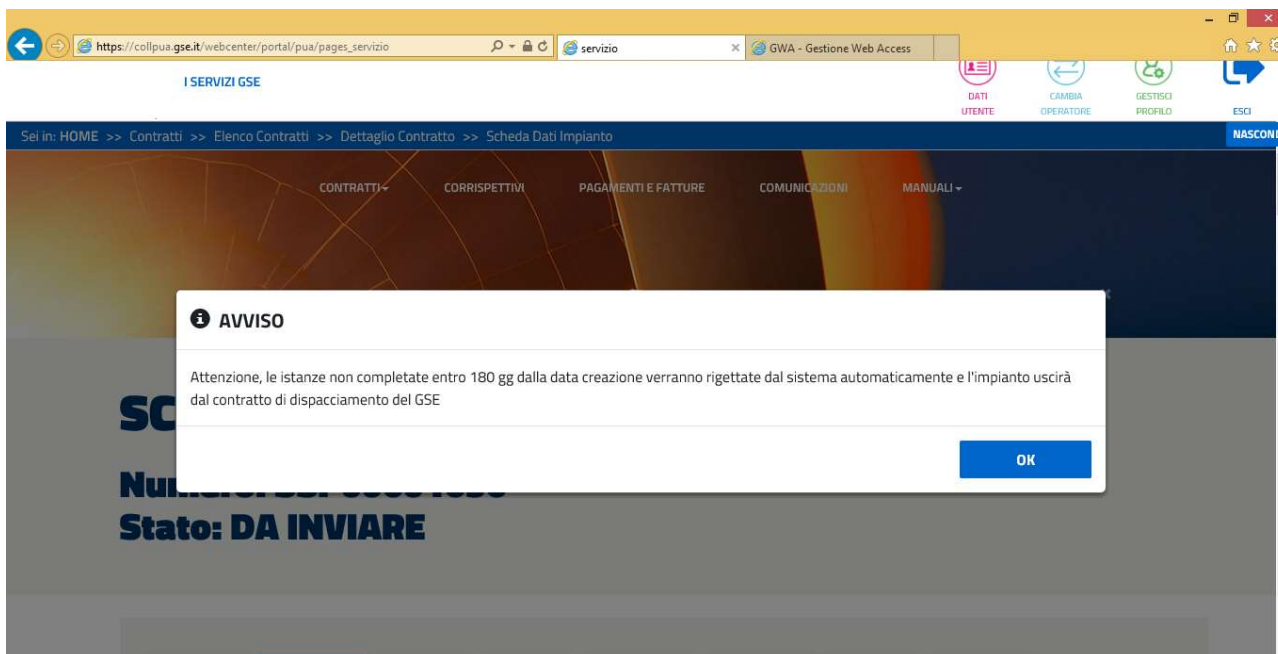 https://collpua.gse.it/webcenter/portal/pua/pages_servizio
servizio
GWA - Gestione Web Access
I SERVIZI GSE
DATI
UTENTE
CAMBIA
OPERATORE
GESTISCI
PROFILO
ESCI
Sei in: HOME >> Contratti >> Elenco Contratti >> Dettaglio Contratto >> Scheda Dati Impianto
NASCOND
CONTRATTI
CORRISPETTIVI
PAGAMENTI E FATTURE
COMUNICAZIONI
MANUALI
AVVISO
Attenzione, le istanze non completate entro 180 gg dalla data creazione verranno rigettate dal sistema automaticamente e l'impianto uscirà
dal contratto di dispacciamento del GSE
OK
SC
Stato: DA INVIARE